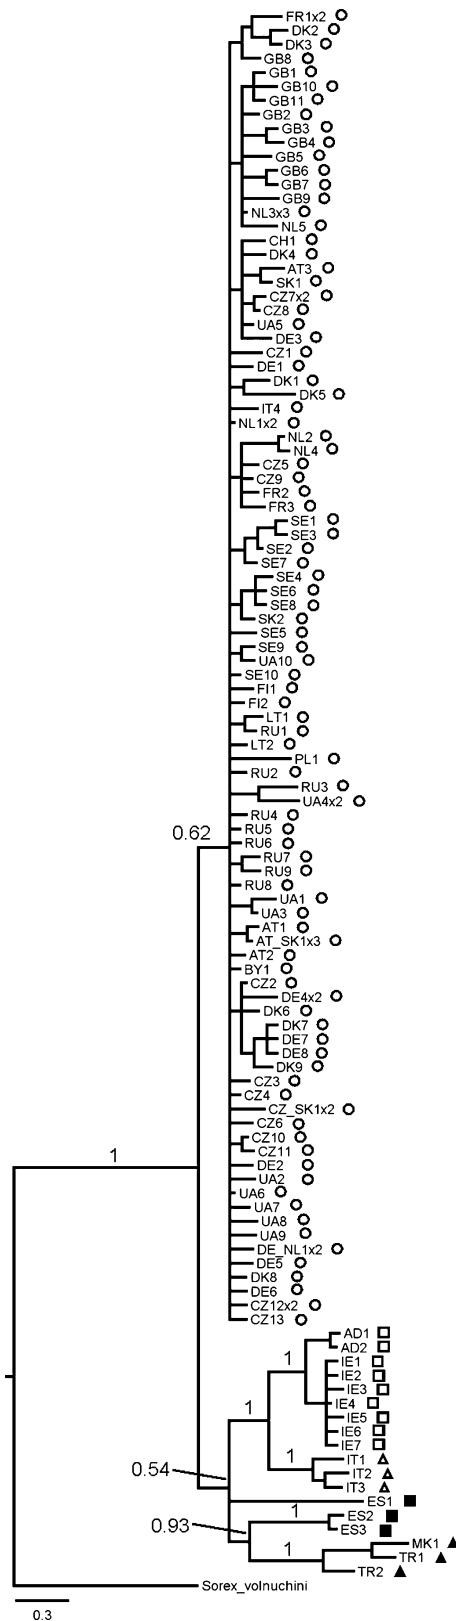 FR1x2
DK2
DK3
GB8
GB1
GB10
GB11
GB2
GB3
GB4
GB5
GB6
GB7
GB9
NL3x3
NL5
CH1
DK4
AT3
SK1
CZ7x2
CZ8
UA5
DE3
CZ1
DE1
DK1
DK5
IT4
NL1x2
NL2
NL4
CZ5
CZ9
FR2
FR3
SE1
SE3
SE2
SE7
SE4
SE6
SE8
SK2
SE5
SE9
UA10
SE10
FI1
FI2
LT1
RU1
LT2
PL1
RU2
RU3
UA4x2
RU4
RU5
0.62
RU6
RU7
RU9
RU8
UA1
UA3
AT1
AT_SK1x3
AT2
BY1
CZ2
DE4x2
DK6
DK7
DE7
DE8
DK9
CZ3
CZ4
CZ_SK1x2
CZ6
CZ10
CZ11
1
DE2
UA2
UA6
UA7
UA8
UA9
DE_NL1x2
DE5
DK8
DE6
CZ12x2
CZ13
AD1
AD2
1
IE1
IE2
IE3
IE4
1
IE5
IE6
IE7
1
IT1
0.54
IT2
IT3
ES1
1
ES2
0.93
ES3
MK1
1
TR1
TR2
Sorex_volnuchini
0.3